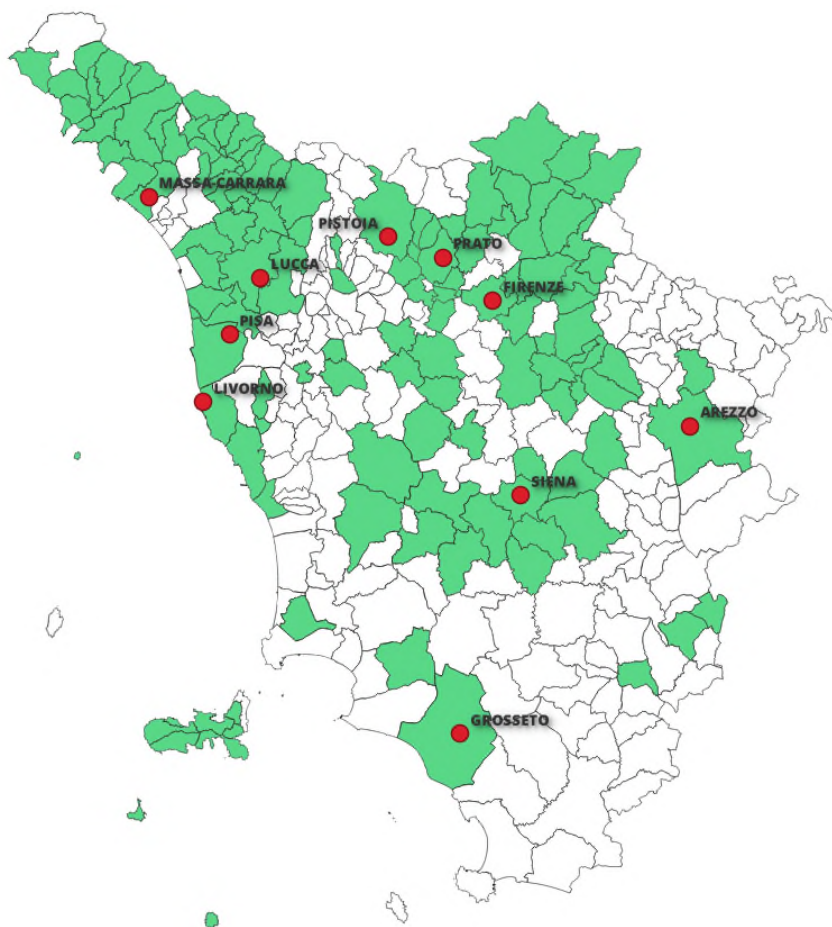 MASSA-CARRARA
PISTOIA
PRATO
LUCCA
FIRENZE
PISA
LIVORNO
AREZZO
SIENA
GROSSETO